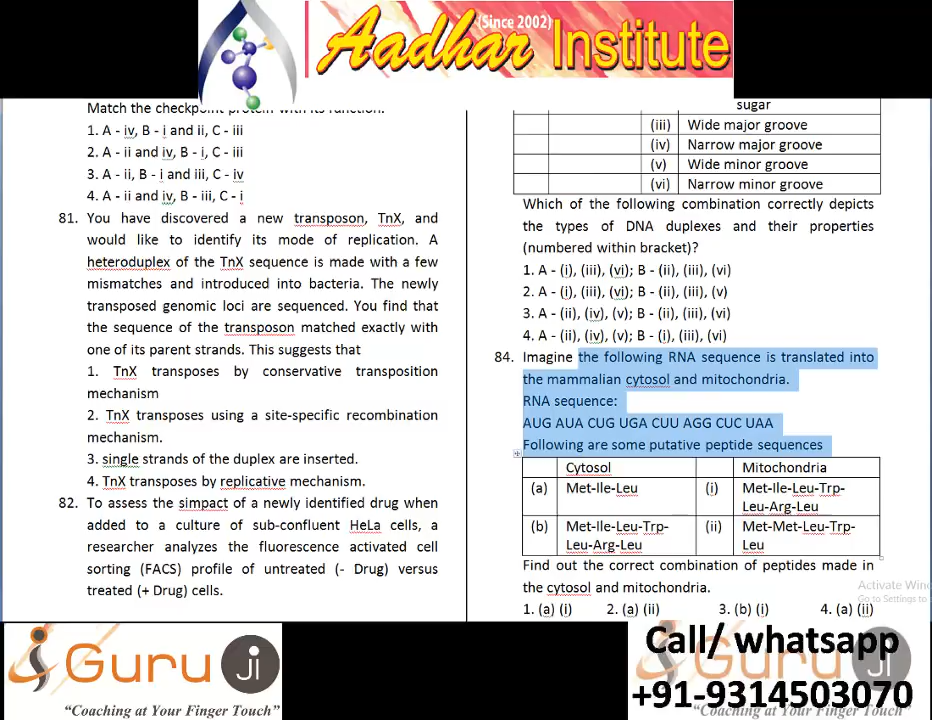 (Since 2002)
Aadhar Institute
Match the checkpoint protein with its function.
1. A - iv, B - i and ii, C - iii
2. A - ii and iv, B - i, C - iii
3. A - ii, B - i and iii, C - iv
4. A - ii and iv, B - iii, C - i
81. You have discovered a new transposon, TnX, and
would like to identify its mode of replication. A
heteroduplex of the TnX sequence is made with a few
mismatches and introduced into bacteria. The newly
transposed genomic loci are sequenced. You find that
the sequence of the transposon matched exactly with
one of its parent strands. This suggests that
1. TnX transposes by conservative transposition
mechanism
2. TnX transposes using a site-specific recombination
mechanism.
3. single strands of the duplex are inserted.
4. TnX transposes by replicative mechanism.
82. To assess the simpact of a newly identified drug when
added to a culture of sub-confluent HeLa cells, a
researcher analyzes the fluorescence activated cell
sorting (FACS) profile of untreated (- Drug) versus
treated (+ Drug) cells.
sugar
(iii) Wide major groove
(iv) Narrow major groove
(v) Wide minor groove
(vi) Narrow minor groove
Which of the following combination correctly depicts
the types of DNA duplexes and their properties
(numbered within bracket)?
1. A - (i), (iii), (vi); B - (ii), (iii), (vi)
2. A - (i), (iii), (vi); B - (ii), (iii), (v)
3. A - (ii), (iv), (v); B - (ii), (iii), (vi)
4. A - (ii), (iv), (v); B - (i), (iii), (vi)
84. Imagine the following RNA sequence is translated into
the mammalian cytosol and mitochondria.
RNA sequence:
AUG AUA CUG UGA CUU AGG CUC UAA
Following are some putative peptide sequences
Cytosol Mitochondria
(a) Met-Ile-Leu (i) Met-Ile-Leu-Trp-
Leu-Arg-Leu
(b) Met-Ile-Leu-Trp- (ii) Met-Met-Leu-Trp-
Leu-Arg-Leu Leu
Find out the correct combination of peptides made in
the cytosol and mitochondria.
1. (a) (i) 2. (a) (ii) 3. (b) (i) 4. (a) (ii)
Activate Win
Go to Settings to
iGuru Ji
"Coaching at Your Finger Touch"
Call/ whatsapp
+91-9314503070
"Coaching at Your Finger Touch"